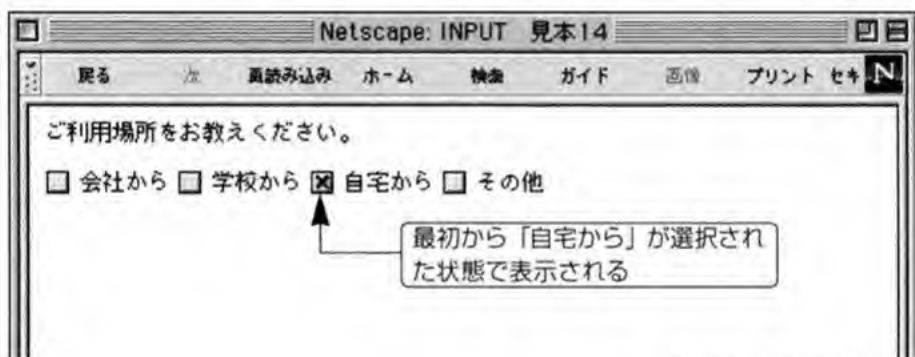 Netscape: INPUT 見本14
戻る 次 再読み込み ホーム 検索 ガイド 画像 プリント セキ N
ご利用場所をお教えください。
会社から 学校から 自宅から その他
最初から「自宅から」が選択され
た状態で表示される